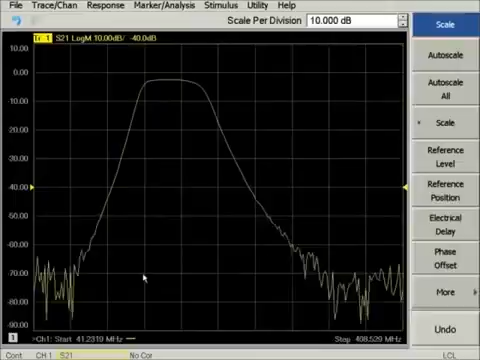 File Trace/Chan Response Marker/Analysis Stimulus Utility Help
Scale Per Division 10.000 dB
Scale
Tr 1 S21 LogM 10.00dB/ -40.0dB
10.00
0.00
-10.00
-20.00
-30.00
-40.00
-50.00
-60.00
-70.00
-80.00
-90.00
Autoscale
Autoscale
All
Scale
Reference
Level
Reference
Position
Electrical
Delay
Phase
Offset
More
Undo
1 >Ch1: Start 41.2310 MHz
Stop 408.529 MHz
Cont CH 1 S21 No Cor LCL